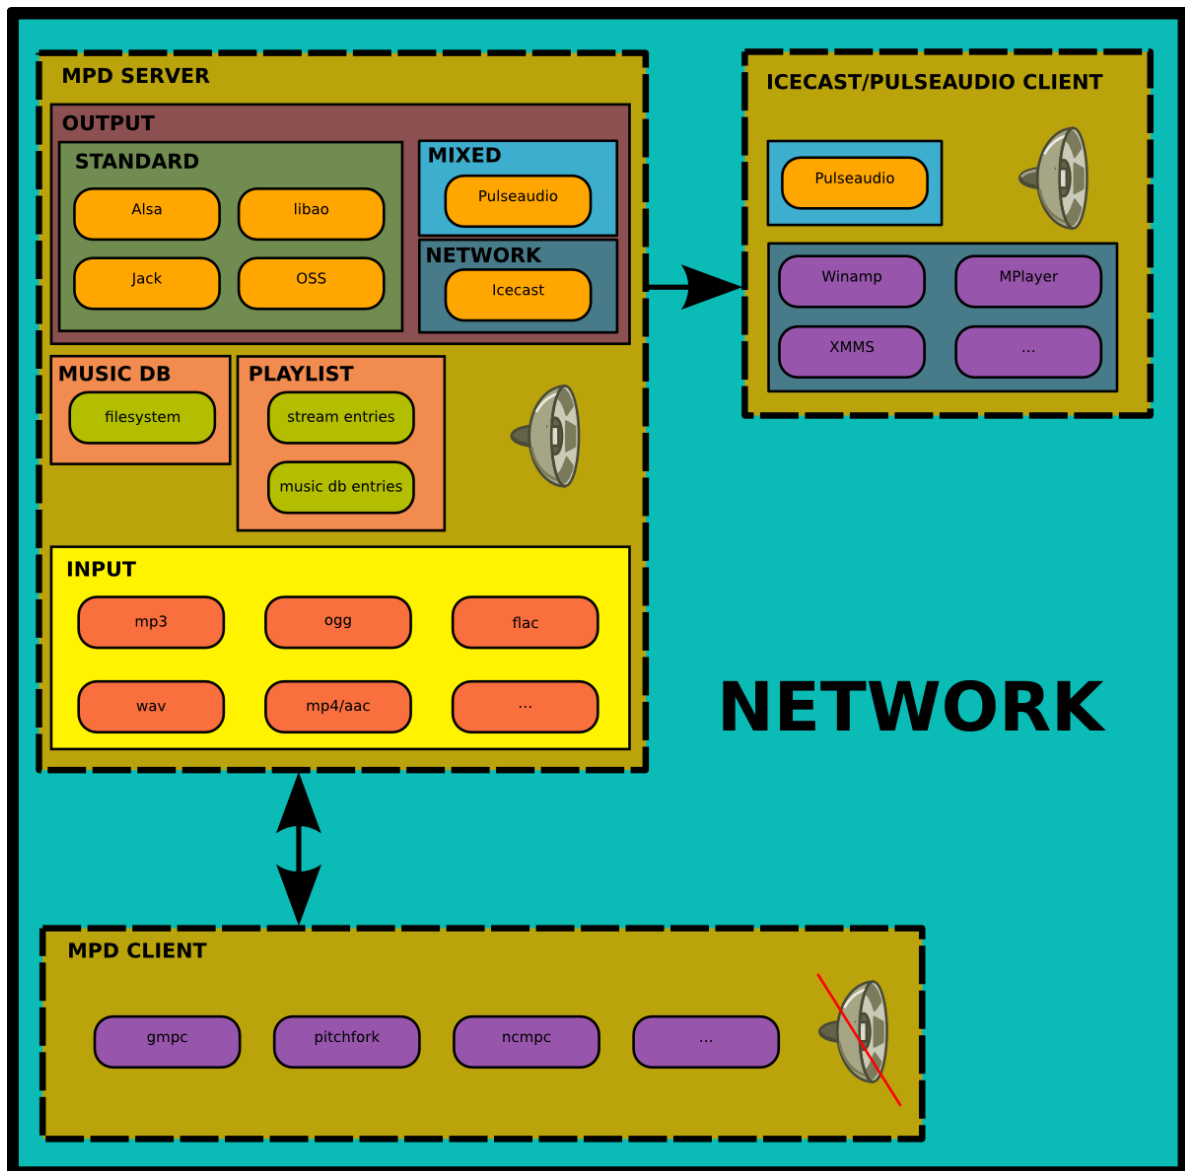 MPD SERVER
OUTPUT
STANDARD
Alsa
libao
Jack
OSS
MIXED
Pulseaudio
NETWORK
Icecast
MUSIC DB
filesystem
PLAYLIST
stream entries
music db entries
INPUT
mp3
ogg
flac
wav
mp4/aac
...
ICECAST/PULSEAUDIO CLIENT
Pulseaudio
Winamp
MPlayer
XMMS
...
NETWORK
MPD CLIENT
gmpc
pitchfork
ncmpc
...